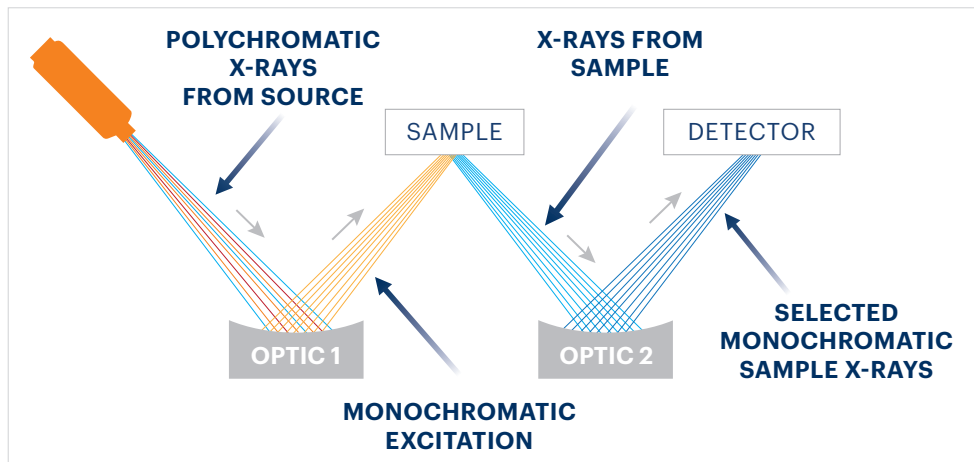 POLYCHROMATIC
X-RAYS
FROM SOURCE
X-RAYS FROM
SAMPLE
SAMPLE
DETECTOR
OPTIC 1
OPTIC 2
MONOCHROMATIC
EXCITATION
SELECTED
MONOCHROMATIC
SAMPLE X-RAYS